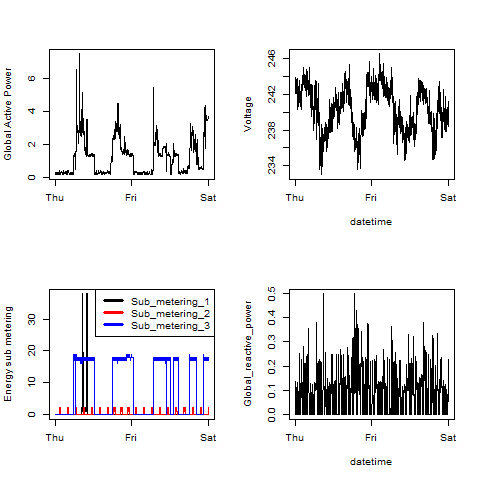 Global Active Power
6
4
2
0
Thu Fri Sat
Voltage
246
242
238
234
Thu Fri Sat
datetime
Energy sub metering
30
20
10
0
Sub_metering_1
Sub_metering_2
Sub_metering_3
Thu Fri Sat
Global_reactive_power
0.5
0.4
0.3
0.2
0.1
0.0
Thu Fri Sat
datetime